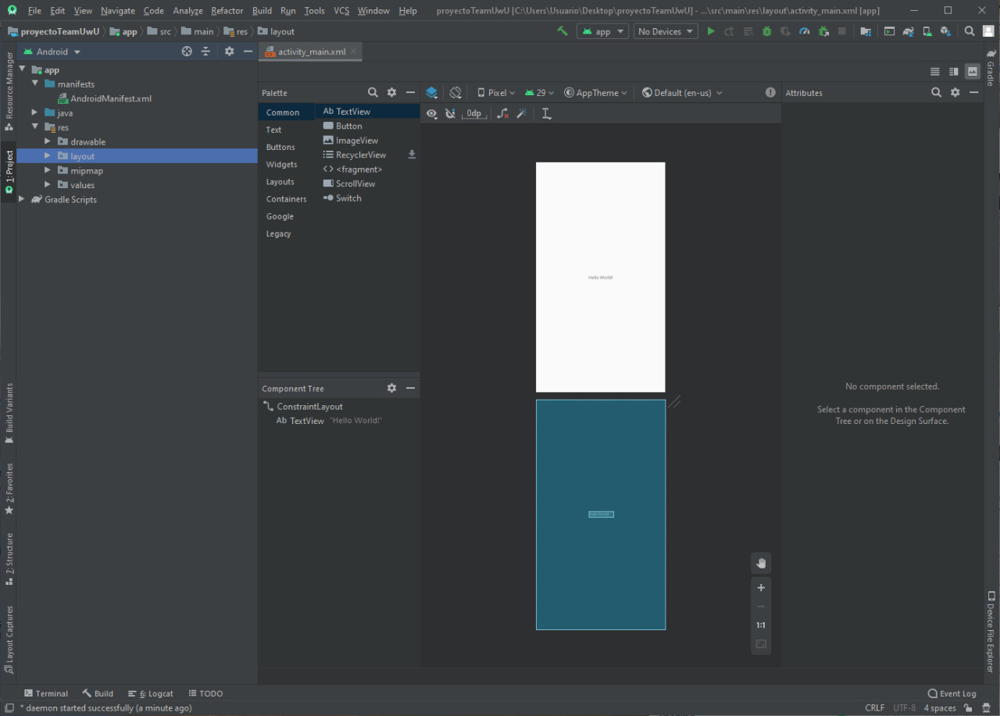 File Edit View Navigate Code Analyze Refactor Build Run Tools VCS Window Help proyectoTeamUwU [C:\Users\Usuario\Desktop\proyectoTeamUwU] - ...\src\main\res\layout\activity_main.xml [app]
proyectoTeamUwU app src main res layout app No Devices
Resource Manager
1: Project
Build Variants
2: Favorites
7: Structure
Layout Captures
Android
app
manifests
AndroidManifest.xml
java
res
drawable
layout
mipmap
values
Gradle Scripts
activity_main.xml
Palette
Common
Text
Buttons
Widgets
Layouts
Containers
Google
Legacy
Ab TextView
Button
ImageView
RecyclerView
<fragment>
ScrollView
Switch
Component Tree
ConstraintLayout
Ab TextView "Hello World!"
Pixel 29 AppTheme Default (en-us)
0dp
Hello World!
Hello World!
1:1
Attributes
No component selected.
Select a component in the Component
Tree or on the Design Surface.
Gradle
Device File Explorer
Terminal Build 6: Logcat TODO Event Log
* daemon started successfully (a minute ago) CRLF UTF-8 4 spaces